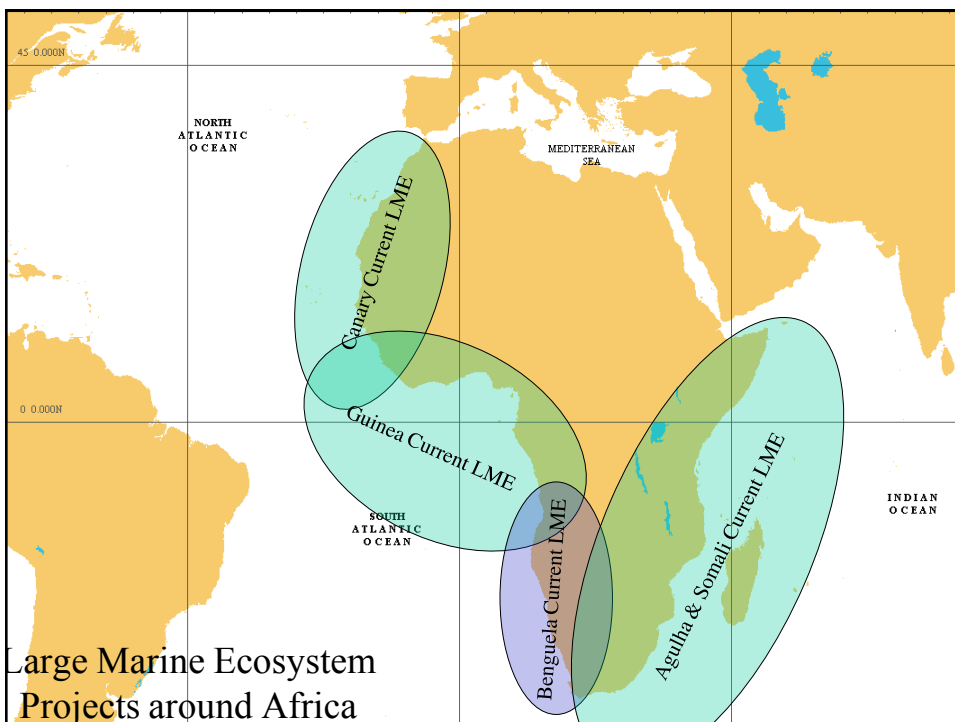 45 0.000N
NORTH
ATLANTIC
OCEAN
MEDITERRANEAN
SEA
Canary Current LME
0 0.000N
Guinea Current LME
INDIAN
OCEAN
SOUTH
ATLANTIC
OCEAN
Benguela Current LME
Agulha & Somali Current LME
Large Marine Ecosystem
Projects around Africa